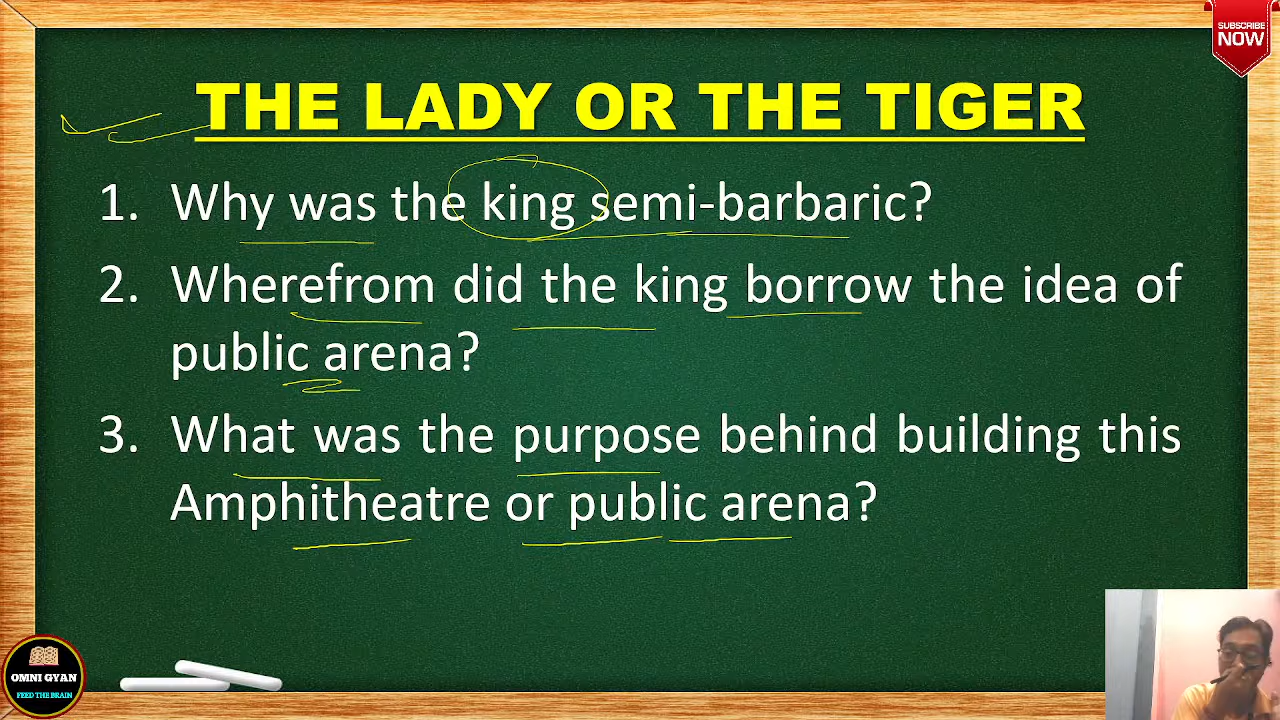 SUBSCRIBE
NOW
THE LADY OR THE TIGER
1. Why was the king semi-barbaric?
2. Wherefrom did the king borrow the idea of
public arena?
3. What was the purpose behind building this
Amphitheatre or public arena?
OMNI GYAN
FEED THE BRAIN